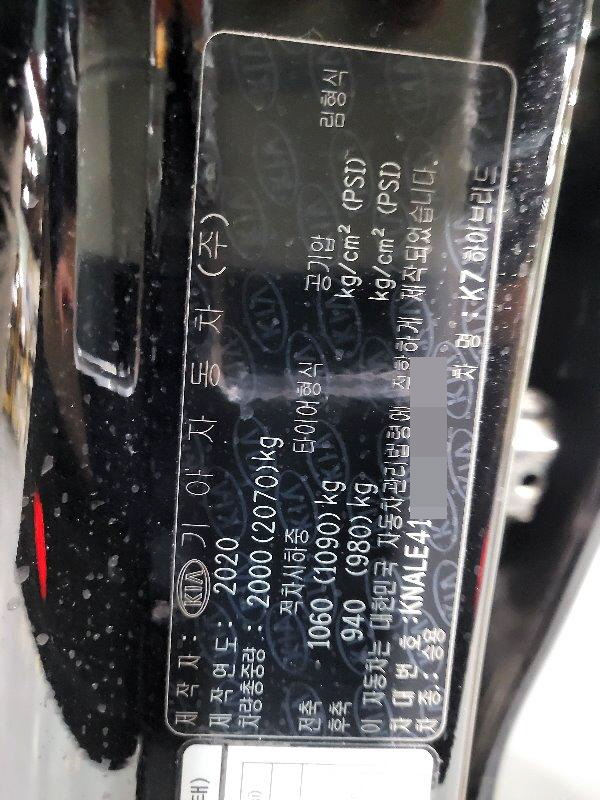 제 작 자 : KIA 기 아 자 동 차 (주)
제 작 연 도 : 2020
차량총중량 : 2000 (2070)kg
적차시하중 타이어형식 공기압 림형식
전축 1060 (1090) kg kg/cm² (PSI)
후축 940 (980) kg kg/cm² (PSI)
이 자동차는 대한민국 자동차관리법령에 적합하게 제작되었습니다.
차 대 번 호 :KNALE41
차 종 : 승용 차 명 : K7 하이브리드